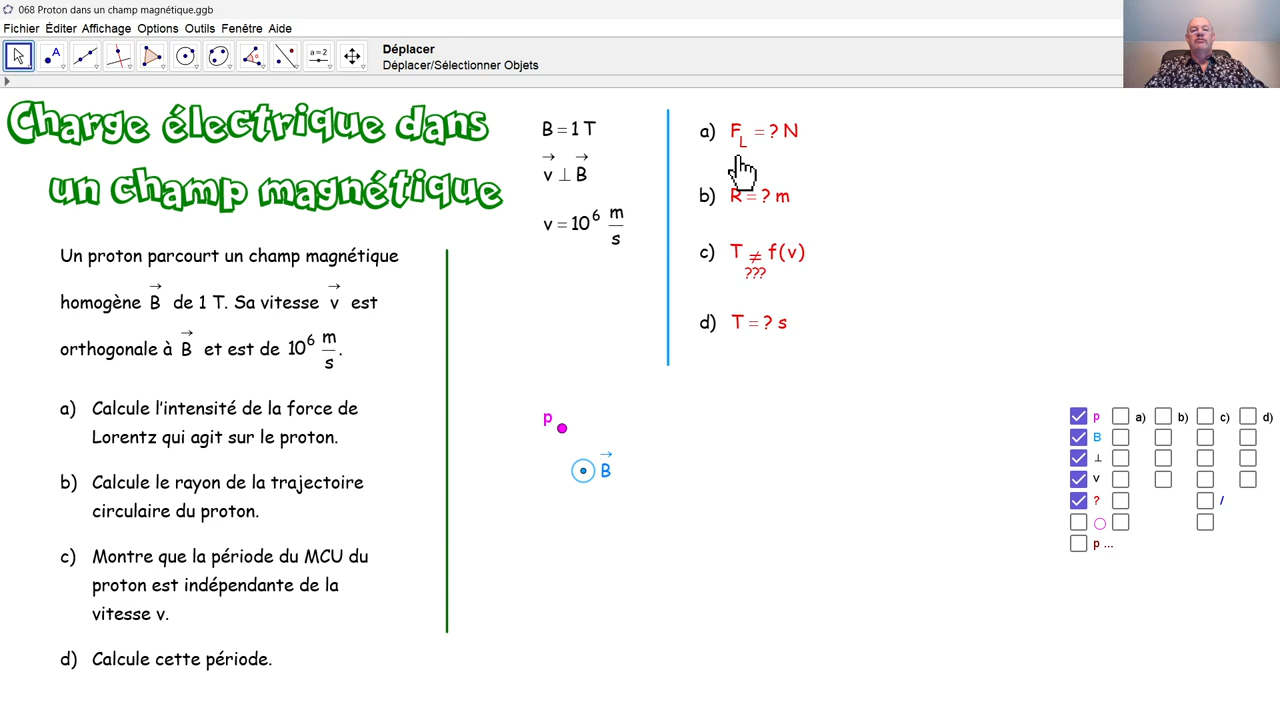 068 Proton dans un champ magnétique.ggb
Fichier Éditer Affichage Options Outils Fenêtre Aide
A
a=2
Déplacer
Déplacer/Sélectionner Objets
Charge électrique dans
un champ magnétique
Un proton parcourt un champ magnétique
homogène B⃗ de 1 T. Sa vitesse v⃗ est
orthogonale à B⃗ et est de 10⁶ m/s.
a) Calcule l'intensité de la force de
Lorentz qui agit sur le proton.
b) Calcule le rayon de la trajectoire
circulaire du proton.
c) Montre que la période du MCU du
proton est indépendante de la
vitesse v.
d) Calcule cette période.
B = 1 T
v⃗ ⊥ B⃗
v = 10⁶ m/s
a) F_L = ? N
b) R = ? m
c) T ≠ f(v)
???
d) T = ? s
p
B⃗
p a) b) c) d)
B
⊥
v
? /
p ...